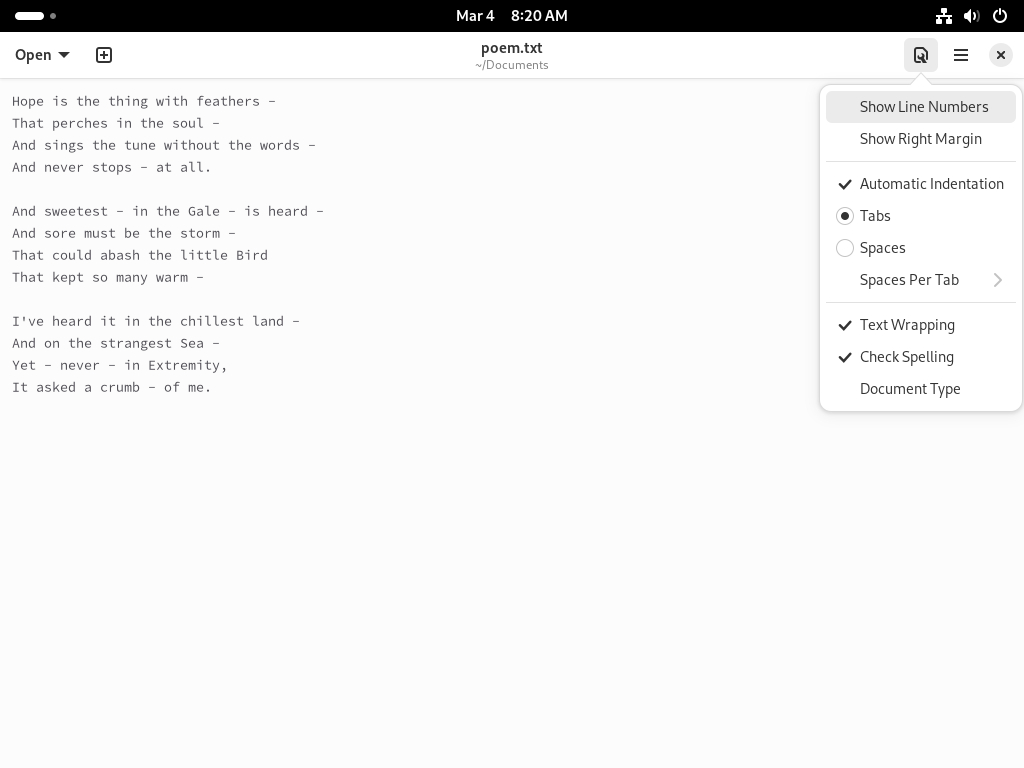 Mar 4 8:20 AM
Open
poem.txt
~/Documents
Hope is the thing with feathers –
That perches in the soul –
And sings the tune without the words –
And never stops – at all.
And sweetest – in the Gale – is heard –
And sore must be the storm –
That could abash the little Bird
That kept so many warm –
I've heard it in the chillest land –
And on the strangest Sea –
Yet – never – in Extremity,
It asked a crumb – of me.
Show Line Numbers
Show Right Margin
Automatic Indentation
Tabs
Spaces
Spaces Per Tab
Text Wrapping
Check Spelling
Document Type